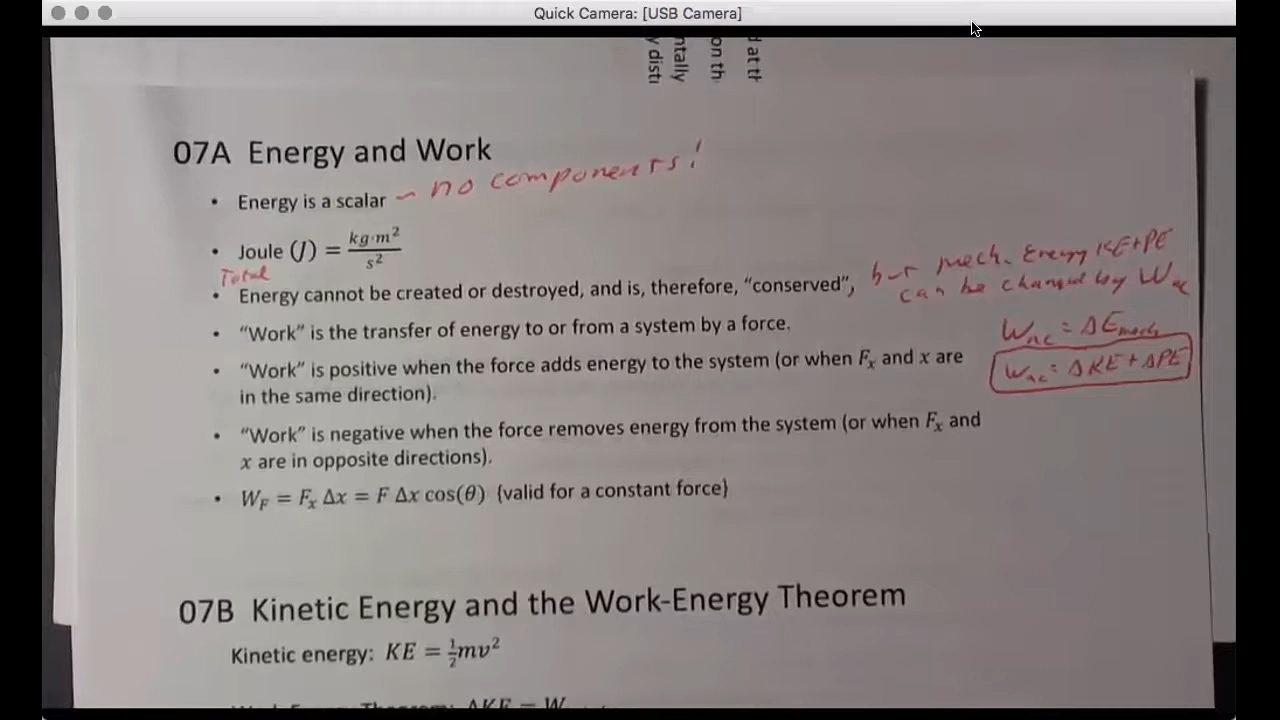 Quick Camera: [USB Camera]
y distr
ntally
on th
d at th
07A Energy and Work
• Energy is a scalar – no components!
• Joule (J) = kg·m²/s²
Total
• Energy cannot be created or destroyed, and is, therefore, “conserved”, but mech. Energy KE+PE
can be changed by Wnc
• “Work” is the transfer of energy to or from a system by a force.
Wnc = ΔEmech
• “Work” is positive when the force adds energy to the system (or when Fx and x are
in the same direction).
Wnc = ΔKE + ΔPE
• “Work” is negative when the force removes energy from the system (or when Fx and
x are in opposite directions).
• WF = Fx Δx = F Δx cos(θ) {valid for a constant force}
07B Kinetic Energy and the Work-Energy Theorem
Kinetic energy: KE = ½mv²